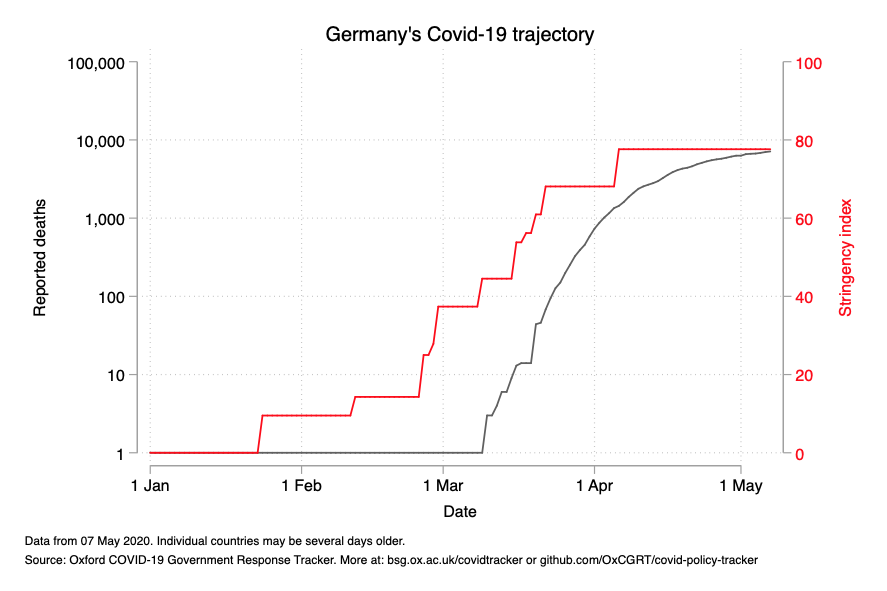 Germany's Covid-19 trajectory
100,000
10,000
1,000
100
10
1
Reported deaths
100
80
60
40
20
0
Stringency index
1 Jan
1 Feb
1 Mar
1 Apr
1 May
Date
Data from 07 May 2020. Individual countries may be several days older.
Source: Oxford COVID-19 Government Response Tracker. More at: bsg.ox.ac.uk/covidtracker or github.com/OxCGRT/covid-policy-tracker